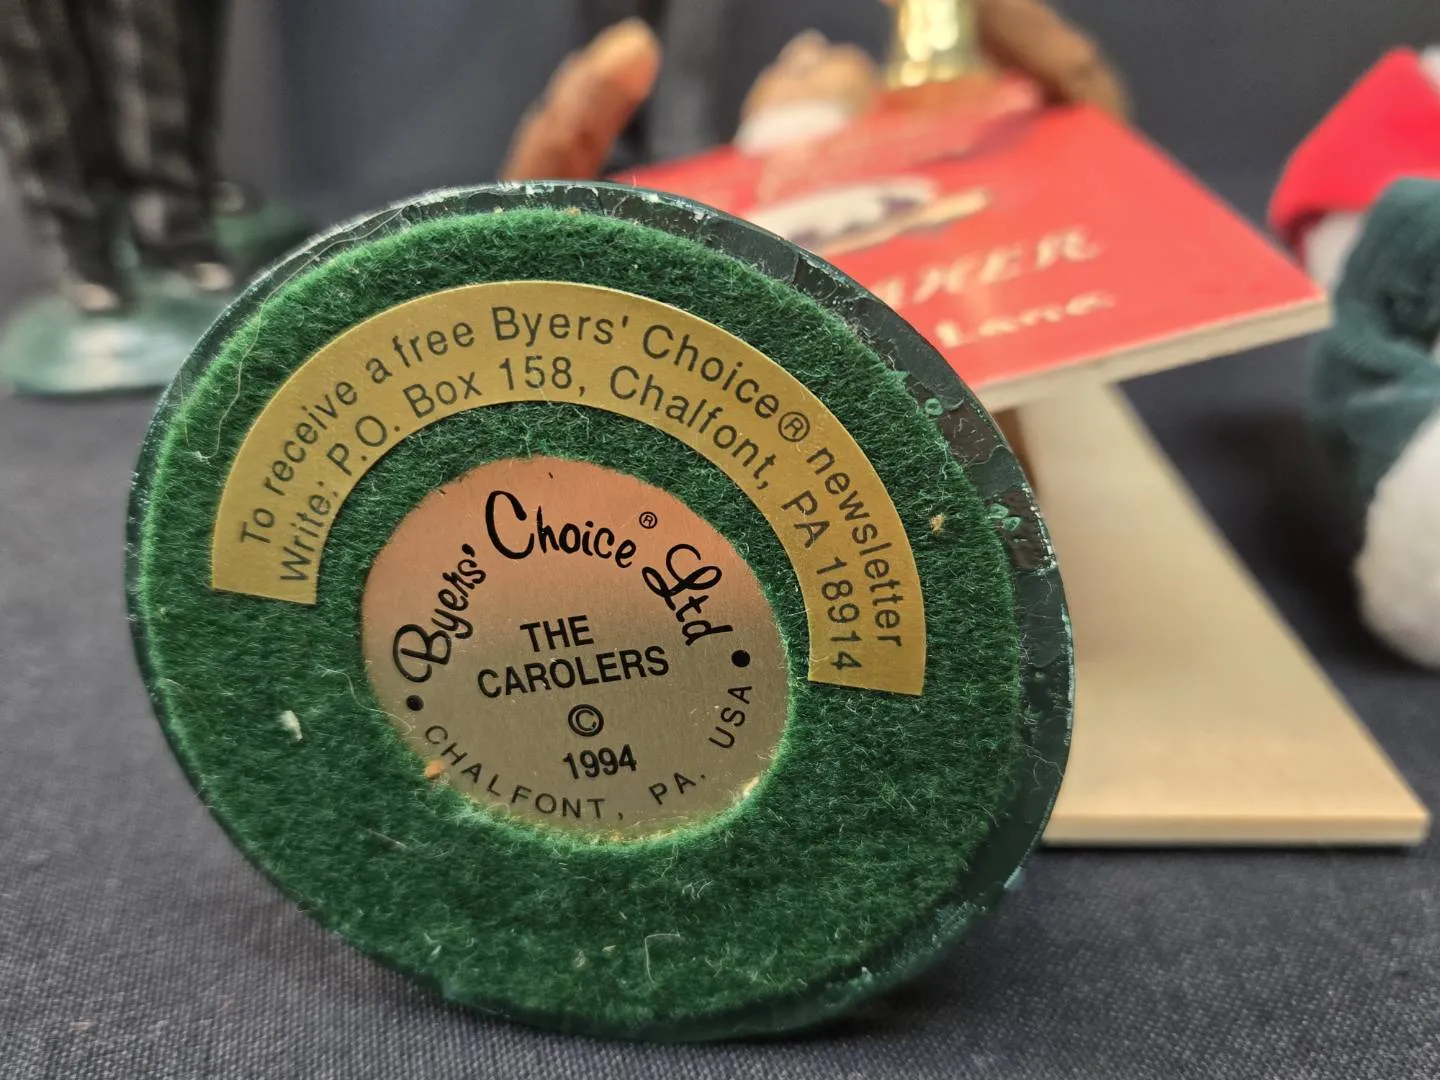 To receive a free Byers' Choice® newsletter
Write: P.O. Box 158, Chalfont, PA 18914
Byers' Choice® Ltd
THE
CAROLERS
©
1994
• CHALFONT, PA. USA •
Lane